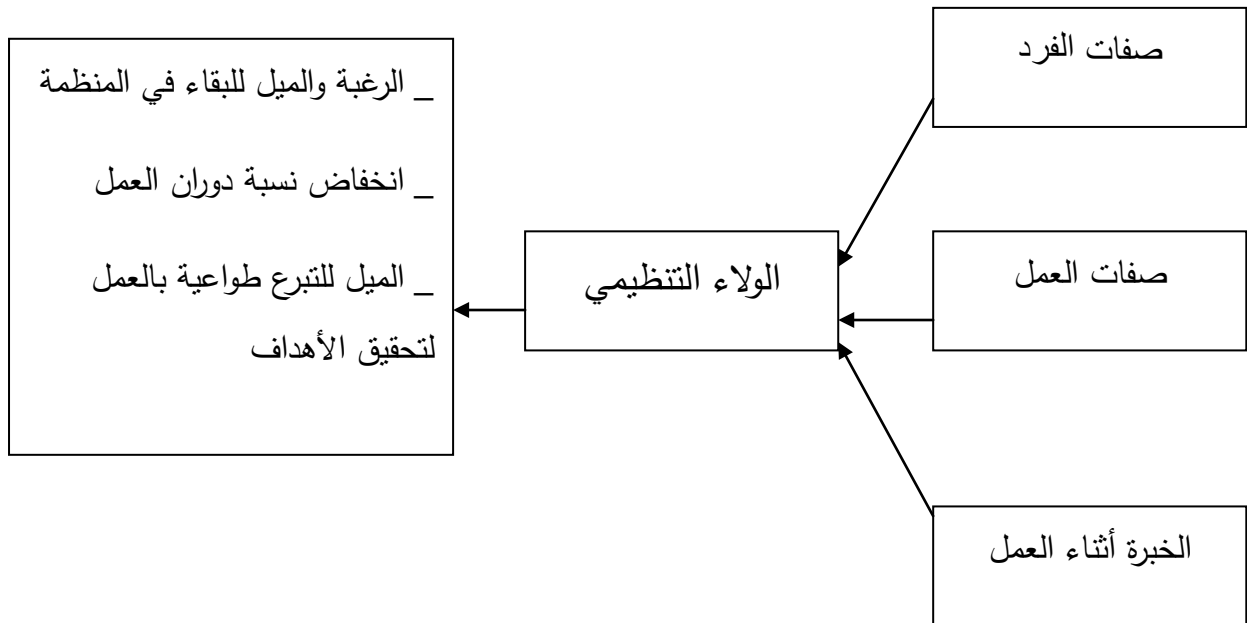 صفات الفرد
صفات العمل
الخبرة أثناء العمل
الولاء التنظيمي
_ الرغبة والميل للبقاء في المنظمة
_ انخفاض نسبة دوران العمل
_ الميل للتبرع طواعية بالعمل
لتحقيق الأهداف